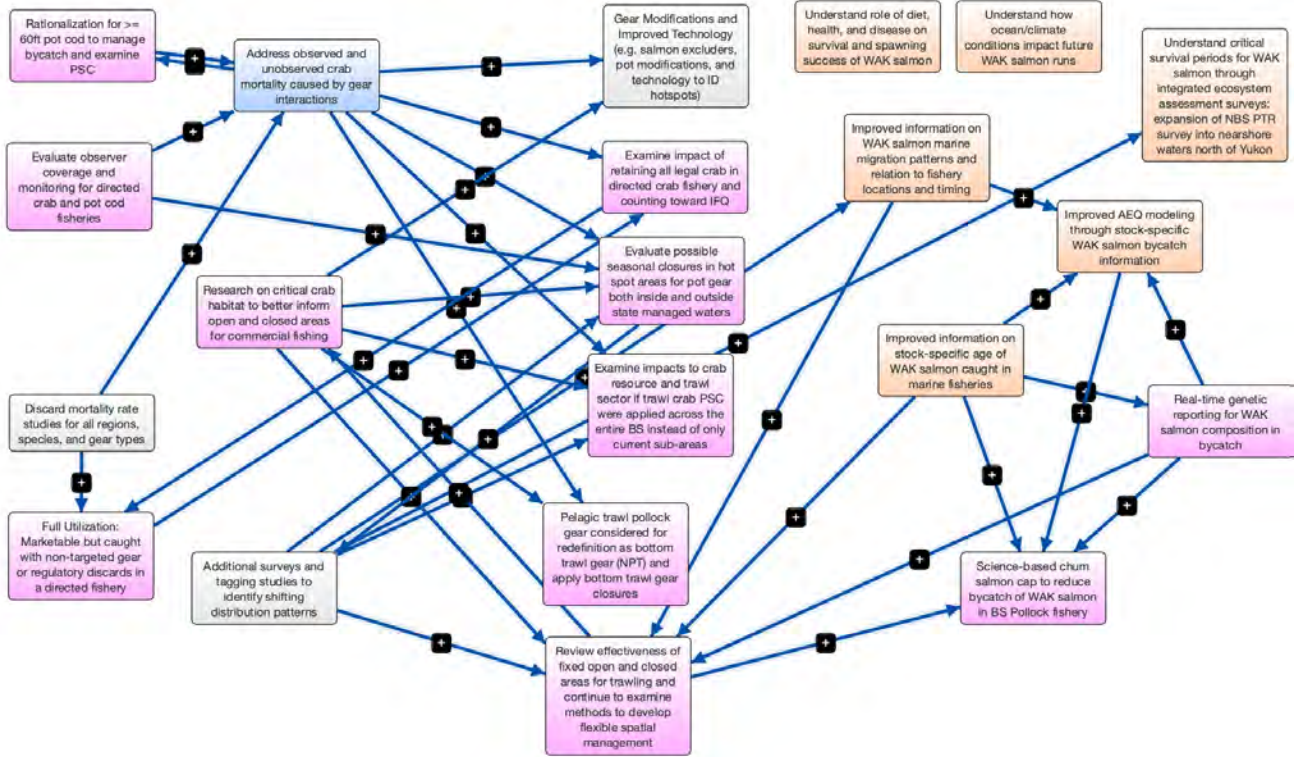 Rationalization for >=
60ft pot cod to manage
bycatch and examine
PSC
Address observed and
unobserved crab
mortality caused by gear
interactions
Gear Modifications and
Improved Technology
(e.g. salmon excluders,
pot modifications, and
technology to ID
hotspots)
Understand role of diet,
health, and disease on
survival and spawning
success of WAK salmon
Understand how
ocean/climate
conditions impact future
WAK salmon runs
Understand critical
survival periods for WAK
salmon through
integrated ecosystem
assessment surveys:
expansion of NBS PTR
survey into nearshore
waters north of Yukon
Evaluate observer
coverage and
monitoring for directed
crab and pot cod
fisheries
Examine impact of
retaining all legal crab in
directed crab fishery and
counting toward IFQ
Improved information on
WAK salmon marine
migration patterns and
relation to fishery
locations and timing
Improved AEQ modeling
through stock-specific
WAK salmon bycatch
information
Evaluate possible
seasonal closures in hot
spot areas for pot gear
both inside and outside
state managed waters
Research on critical crab
habitat to better inform
open and closed areas
for commercial fishing
Improved information on
stock-specific age of
WAK salmon caught in
marine fisheries
Examine impacts to crab
resource and trawl
sector if trawl crab PSC
were applied across the
entire BS instead of only
current sub-areas
Discard mortality rate
studies for all regions,
species, and gear types
Real-time genetic
reporting for WAK
salmon composition in
bycatch
Full Utilization:
Marketable but caught
with non-targeted gear
or regulatory discards in
a directed fishery
Pelagic trawl pollock
gear considered for
redefinition as bottom
trawl gear (NPT) and
apply bottom trawl gear
closures
Additional surveys and
tagging studies to
identify shifting
distribution patterns
Science-based chum
salmon cap to reduce
bycatch of WAK salmon
in BS Pollock fishery
Review effectiveness of
fixed open and closed
areas for trawling and
continue to examine
methods to develop
flexible spatial
management